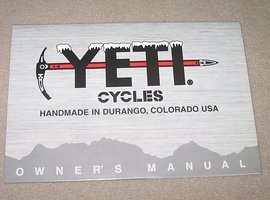 YETI®
CYCLES
HANDMADE IN DURANGO, COLORADO USA
OWNER'S MANUAL